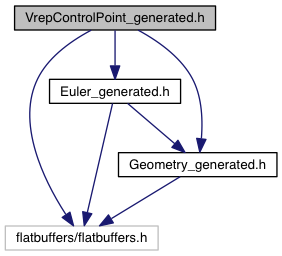 VrepControlPoint_generated.h
Euler_generated.h
Geometry_generated.h
flatbuffers/flatbuffers.h